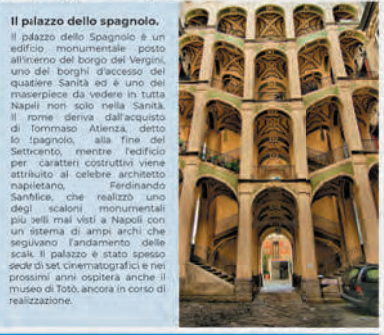 Il palazzo dello spagnolo.
Il palazzo dello Spagnolo è un
edificio monumentale posto
all'interno del borgo dei Vergini,
uno dei borghi d'accesso del
quatiere Sanità ed è uno dei
maserpiece da vedere in tutta
Napoli non solo nella Sanità.
Il nome deriva dall'acquisto
di Tommaso Atienza, detto
lo Spagnolo, alla fine del
Settecento, mentre l'edificio
per caratteri costruttivi viene
attribuito al celebre architetto
napoletano, Ferdinando
Sanfelice, che realizzò uno
degli scaloni monumentali
più belli mai visti a Napoli con
un sistema di ampi archi che
seguivano l'andamento delle
scale. Il palazzo è stato spesso
sede di set cinematografici e nei
prossimi anni ospiterà anche il
museo di Totò, ancora in corso di
realizzazione.